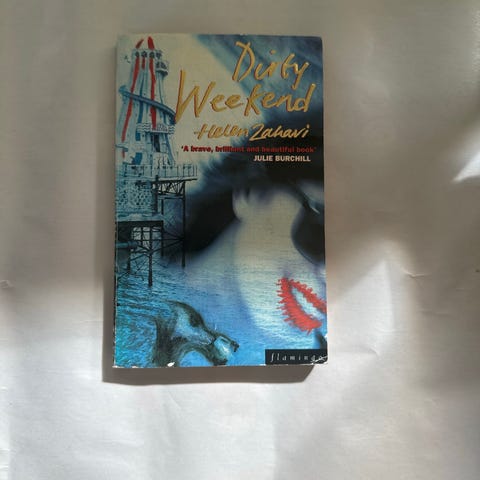 Dirty
Weekend
Helen Zahavi
'A brave, brilliant and beautiful book'
JULIE BURCHILL
flamingo